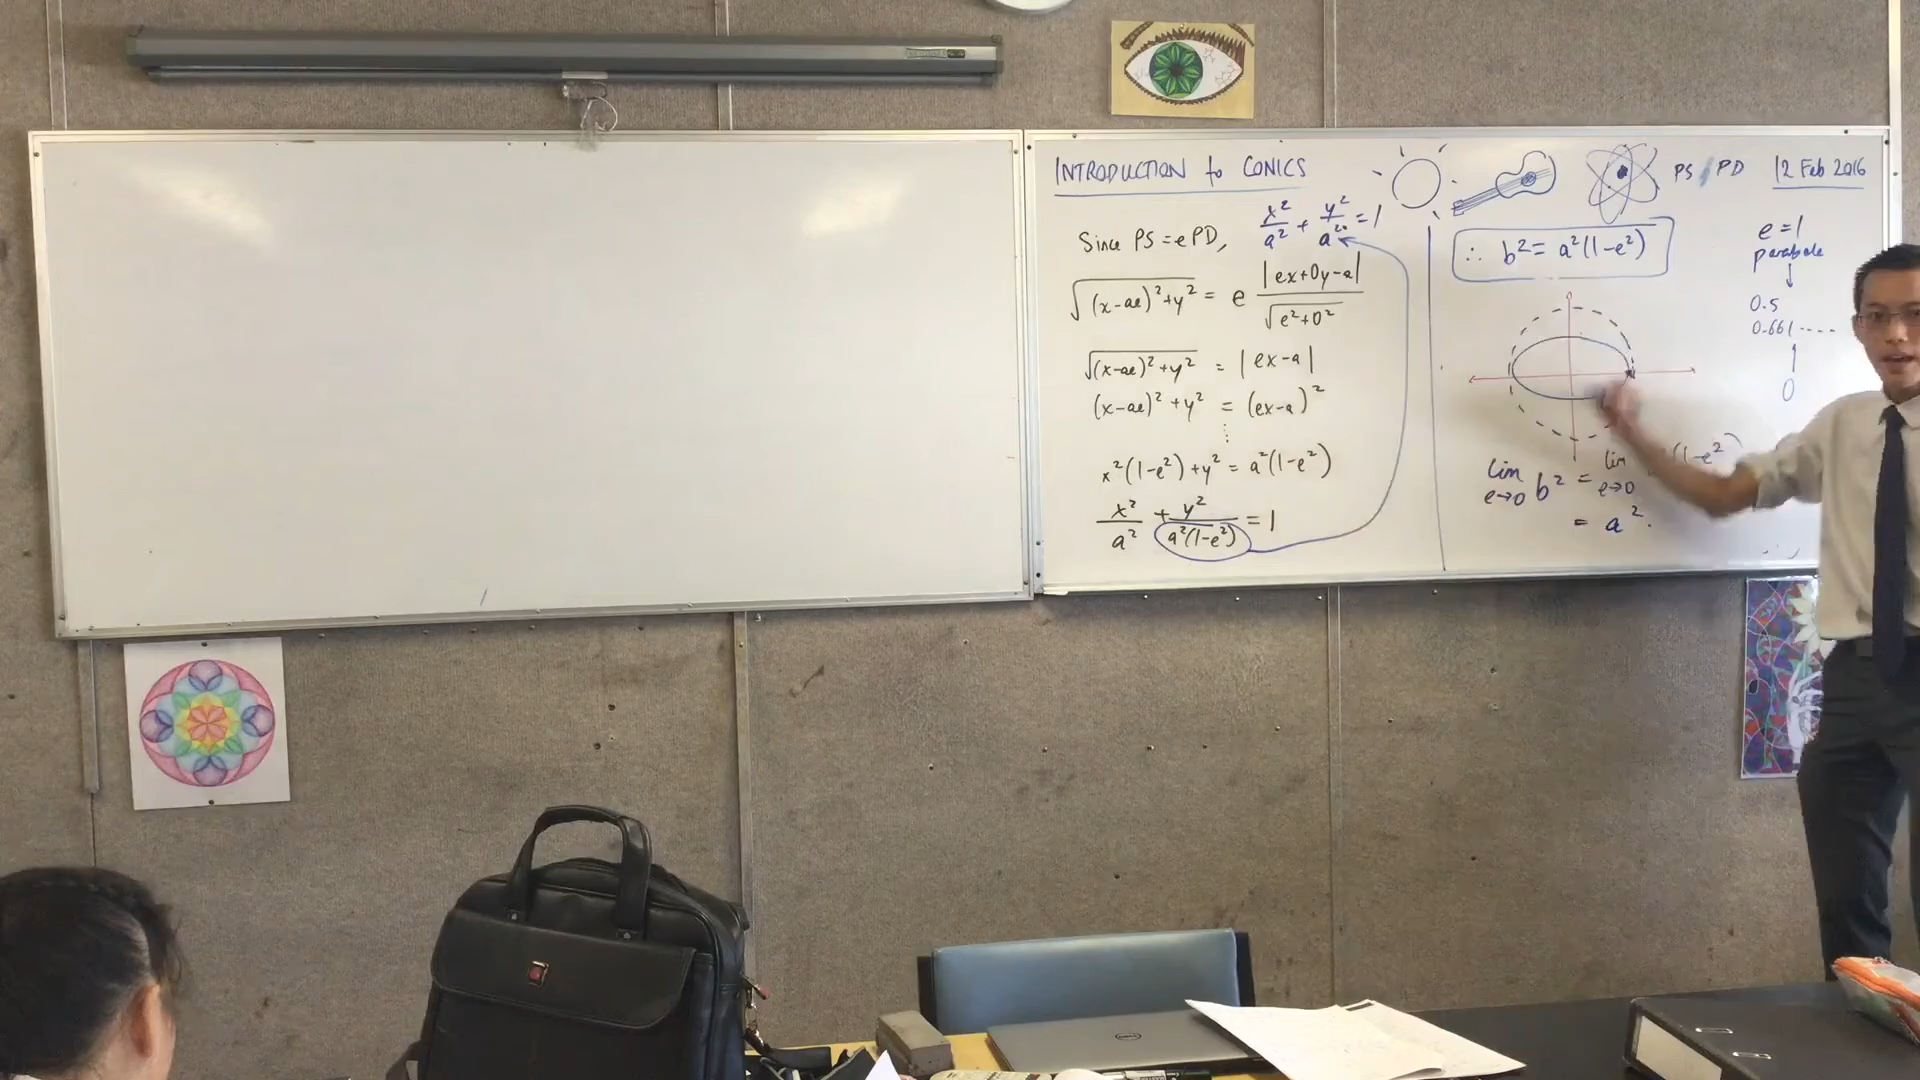 INTRODUCTION to CONICS
PS / PD 12 Feb 2016
Since PS = ePD,
x²/a² + y²/a² = 1
√((x-ae)² + y²) = e |ex+0y-a| / √(e²+0²)
√((x-ae)² + y²) = |ex-a|
(x-ae)² + y² = (ex-a)²
⋮
x²(1-e²) + y² = a²(1-e²)
x²/a² + y²/a²(1-e²) = 1
∴ b² = a²(1-e²)
lim e→0 b² = lim e→0 (1-e²)
= a².
e = 1
parabola
↓
0.5
0.661....
↑
0
DELL